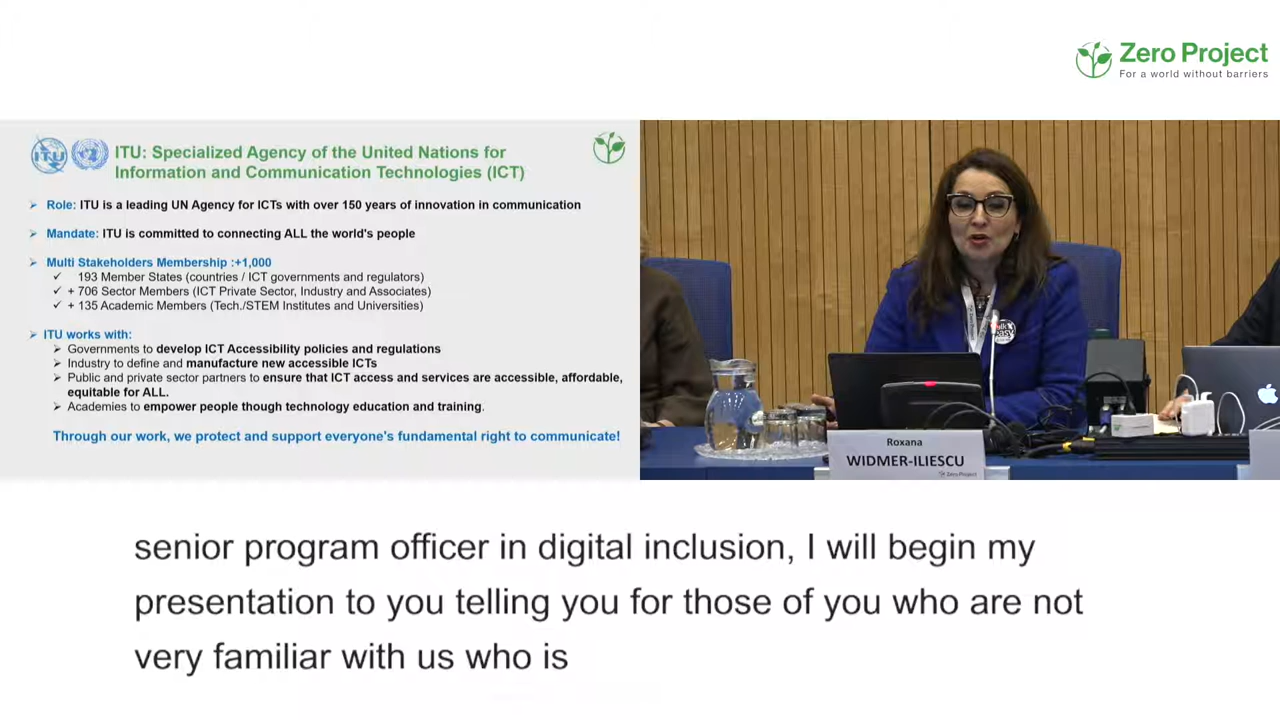 Zero Project
For a world without barriers
ITU: Specialized Agency of the United Nations for
Information and Communication Technologies (ICT)
Role: ITU is a leading UN Agency for ICTs with over 150 years of innovation in communication
Mandate: ITU is committed to connecting ALL the world's people
Multi Stakeholders Membership :+1,000
193 Member States (countries / ICT governments and regulators)
+ 706 Sector Members (ICT Private Sector, Industry and Associates)
+ 135 Academic Members (Tech./STEM Institutes and Universities)
ITU works with:
Governments to develop ICT Accessibility policies and regulations
Industry to define and manufacture new accessible ICTs
Public and private sector partners to ensure that ICT access and services are accessible, affordable,
equitable for ALL.
Academies to empower people though technology education and training.
Through our work, we protect and support everyone's fundamental right to communicate!
Roxana
WIDMER-ILIESCU
Zero Project
senior program officer in digital inclusion, I will begin my
presentation to you telling you for those of you who are not
very familiar with us who is